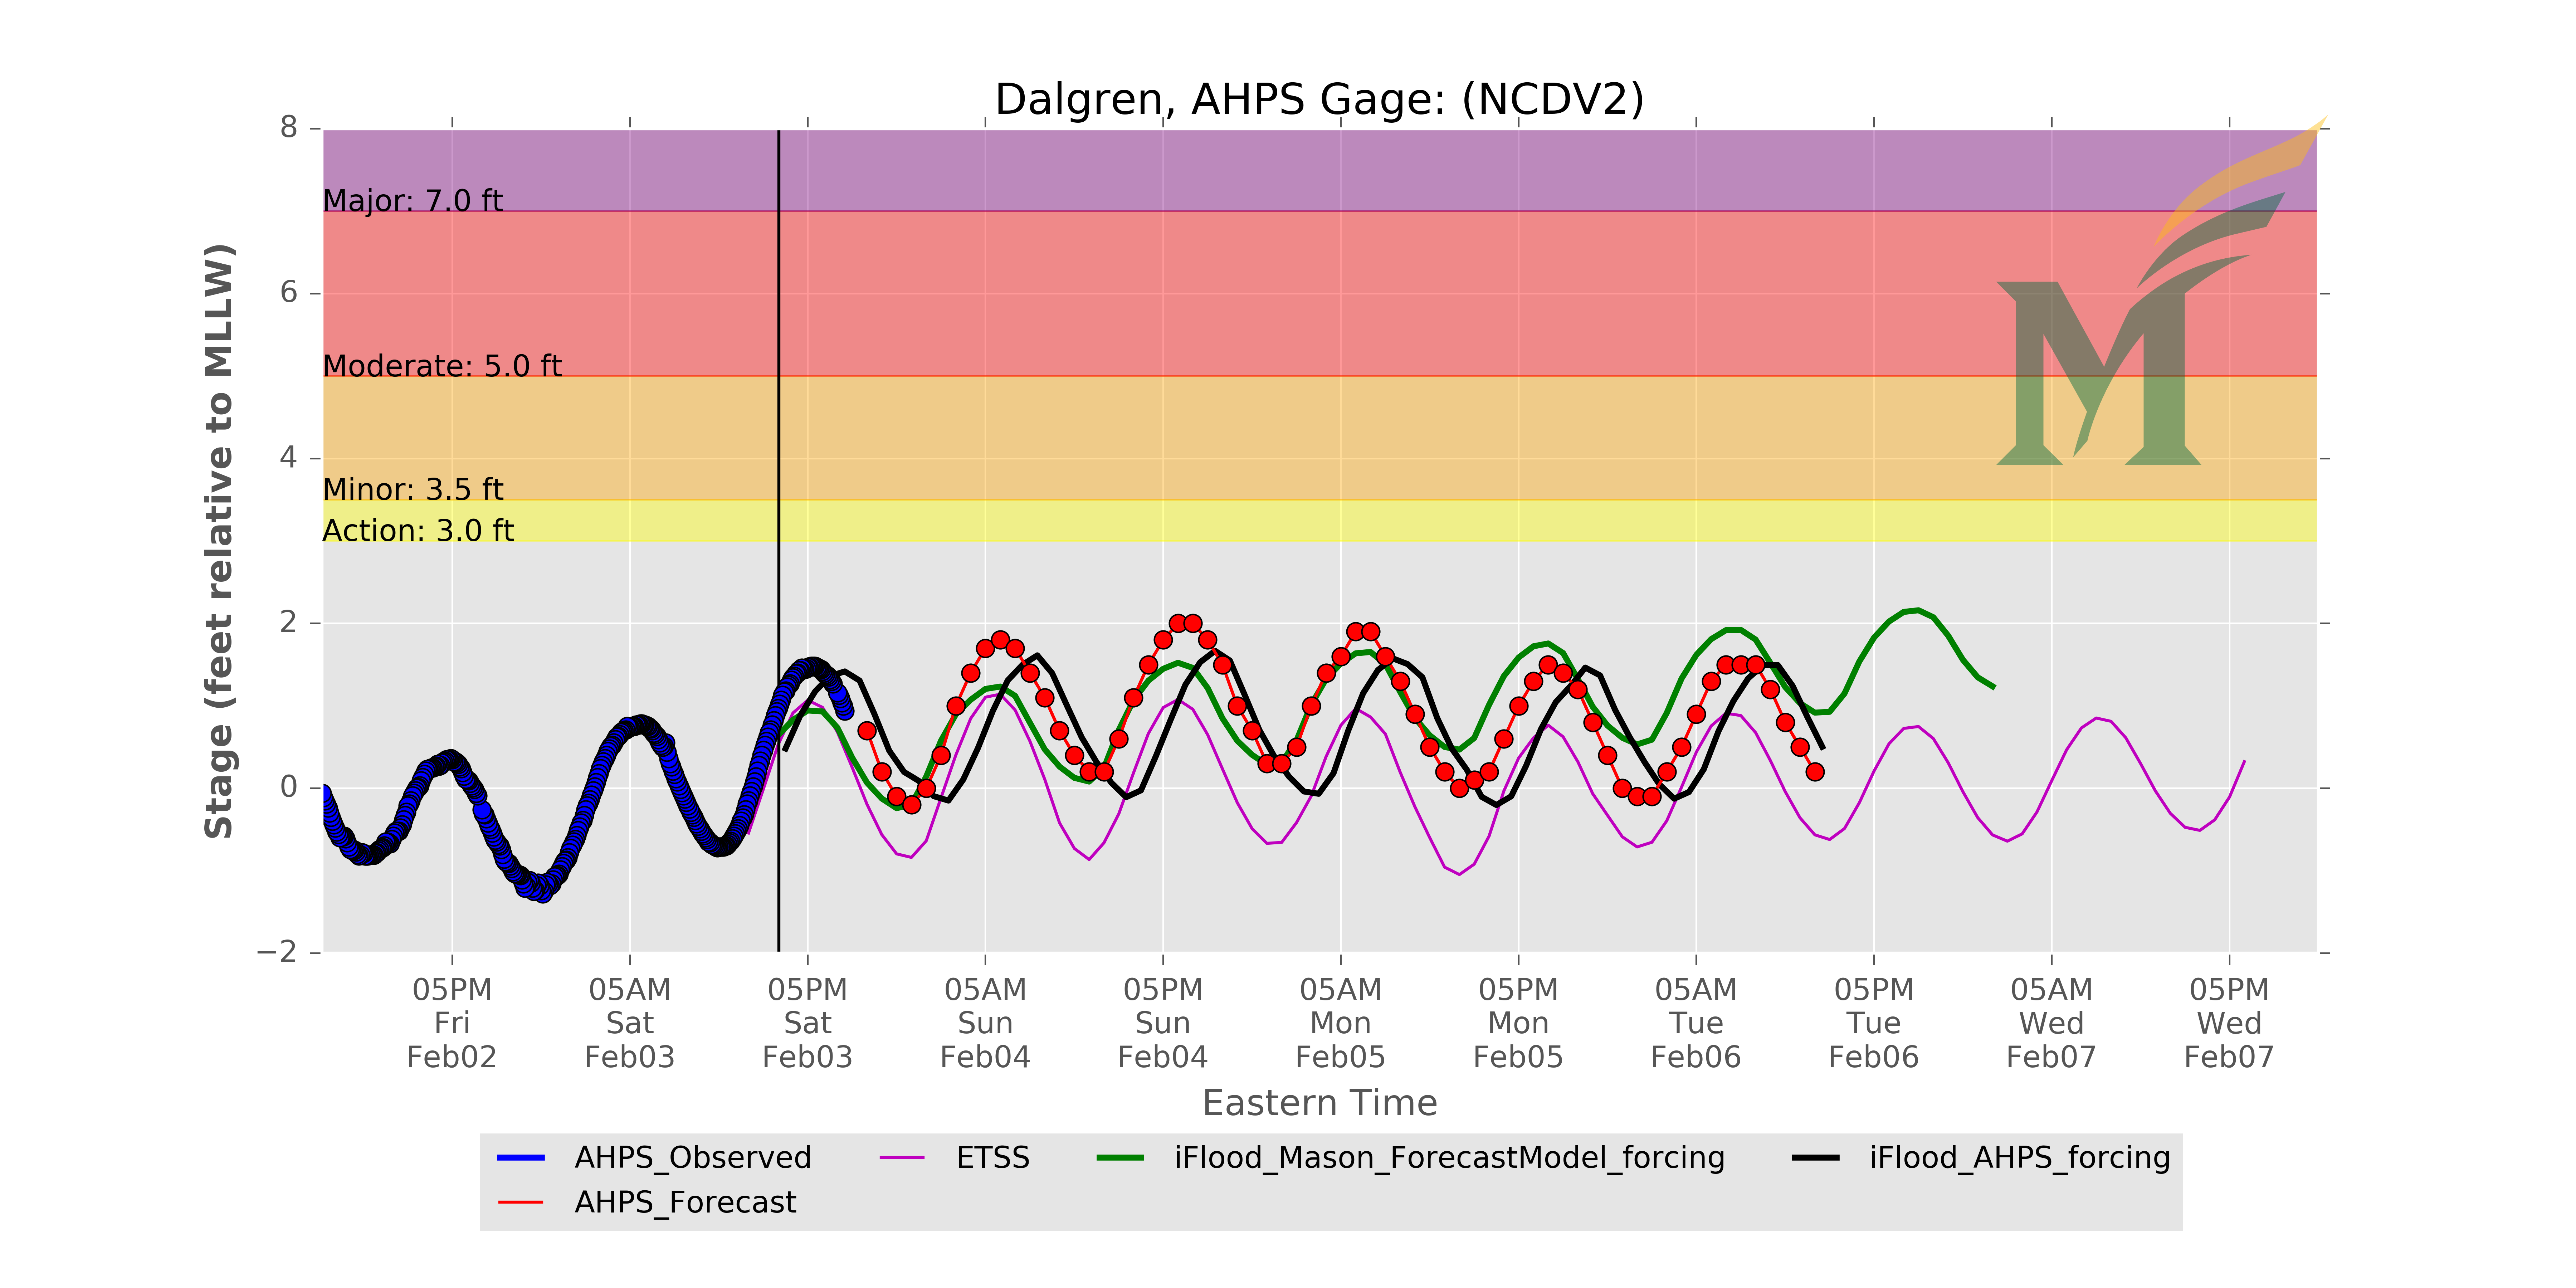 Dalgren, AHPS Gage: (NCDV2)
8
Major: 7.0 ft
6
Moderate: 5.0 ft
4
Minor: 3.5 ft
Action: 3.0 ft
2
0
−2
Stage (feet relative to MLLW)
05PM 05AM 05PM 05AM 05PM 05AM 05PM 05AM 05PM 05AM 05PM
Fri Sat Sat Sun Sun Mon Mon Tue Tue Wed Wed
Feb02 Feb03 Feb03 Feb04 Feb04 Feb05 Feb05 Feb06 Feb06 Feb07 Feb07
Eastern Time
AHPS_Observed ETSS iFlood_Mason_ForecastModel_forcing iFlood_AHPS_forcing
AHPS_Forecast
M